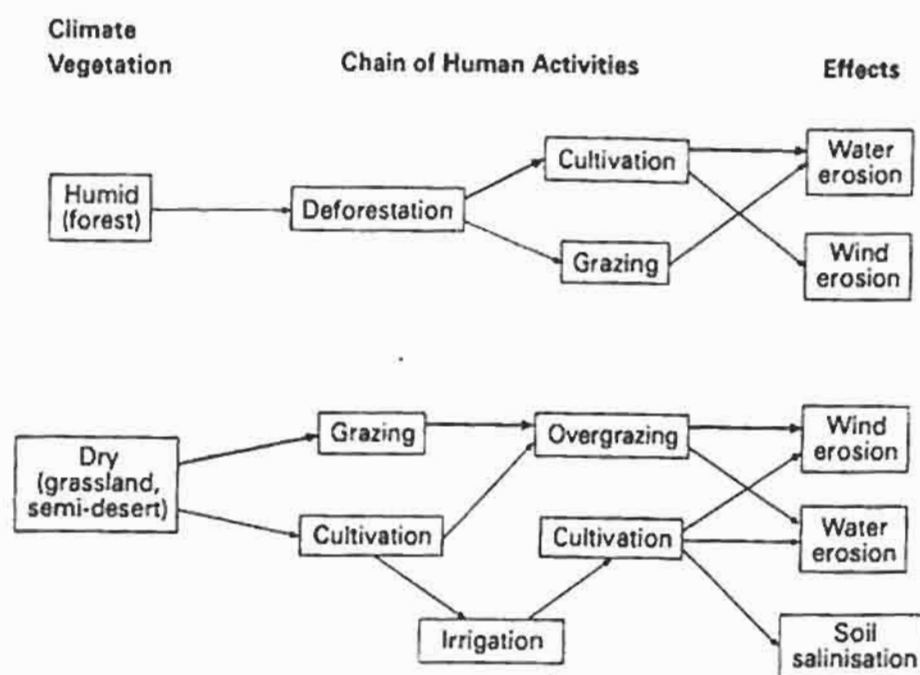 Climate
Vegetation
Chain of Human Activities
Effects
Humid
(forest)
Deforestation
Cultivation
Grazing
Water
erosion
Wind
erosion
Dry
(grassland,
semi-desert)
Grazing
Cultivation
Irrigation
Overgrazing
Cultivation
Wind
erosion
Water
erosion
Soil
salinisation